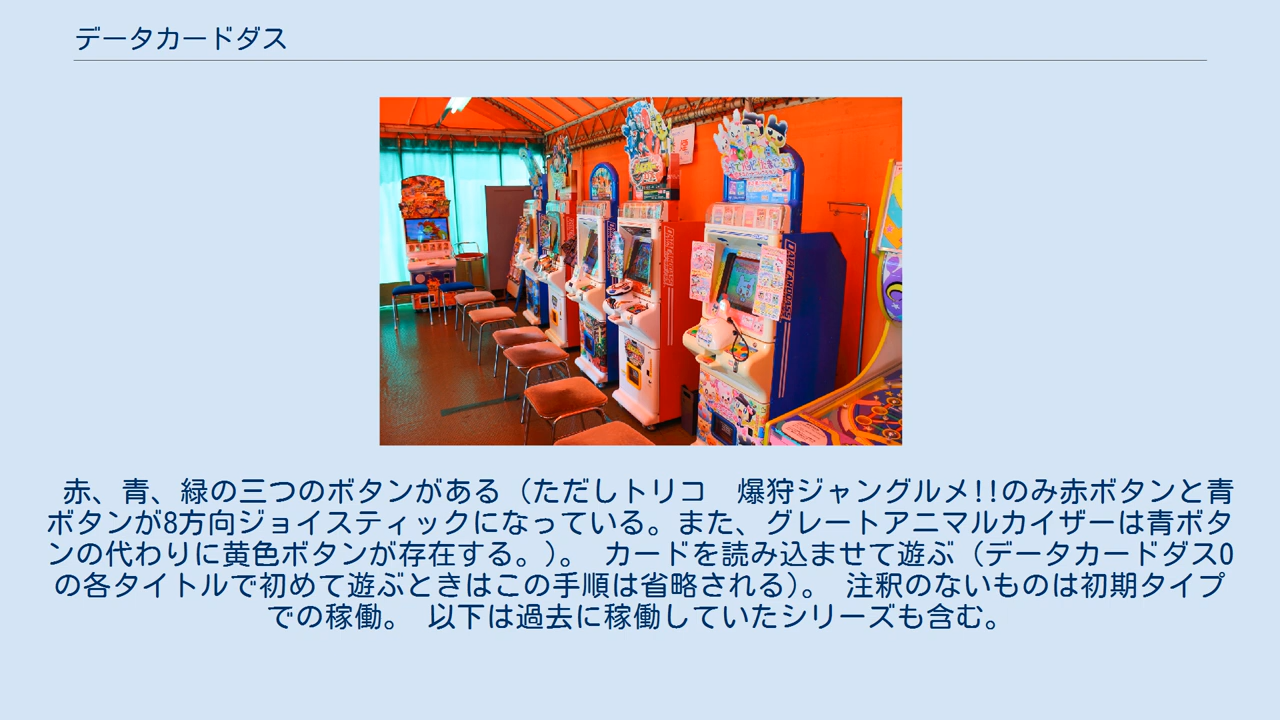 データカードダス
DATA CARDDASS
DATA CARDDASS
赤、青、緑の三つのボタンがある（ただしトリコ　爆狩ジャングルメ!!のみ赤ボタンと青
ボタンが8方向ジョイスティックになっている。また、グレートアニマルカイザーは青ボタ
ンの代わりに黄色ボタンが存在する。）。 カードを読み込ませて遊ぶ（データカードダス0
の各タイトルで初めて遊ぶときはこの手順は省略される）。 注釈のないものは初期タイプ
での稼働。 以下は過去に稼働していたシリーズも含む。